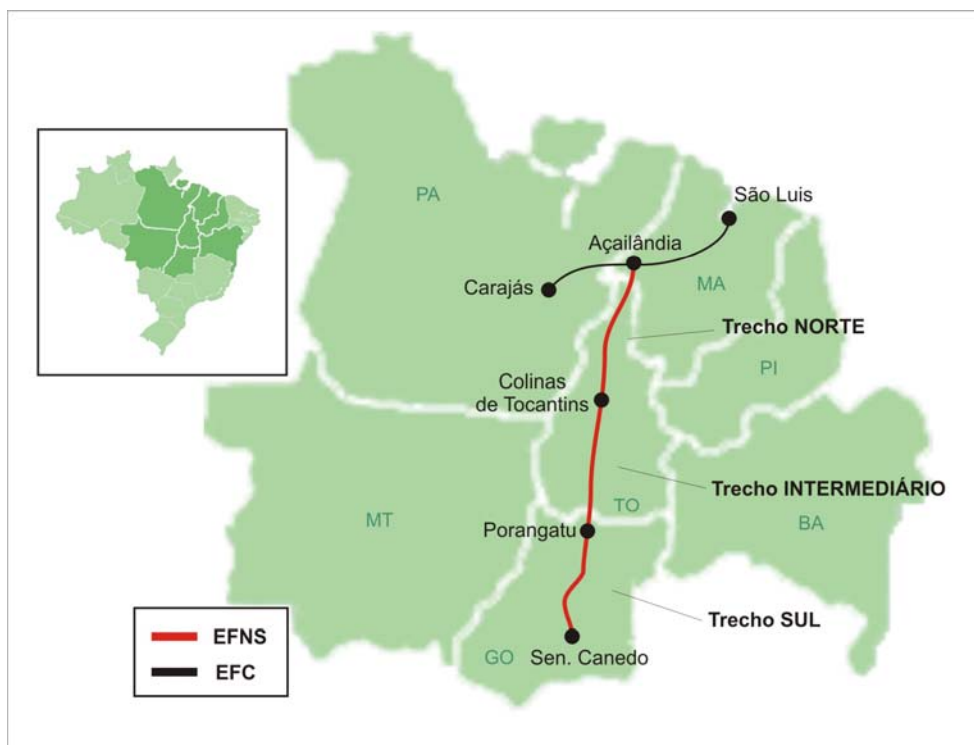 PA
São Luis
Açailândia
Carajás
MA
Trecho NORTE
PI
Colinas
de Tocantins
Trecho INTERMEDIÁRIO
TO
MT
BA
Porangatu
Trecho SUL
GO
Sen. Canedo
EFNS
EFC